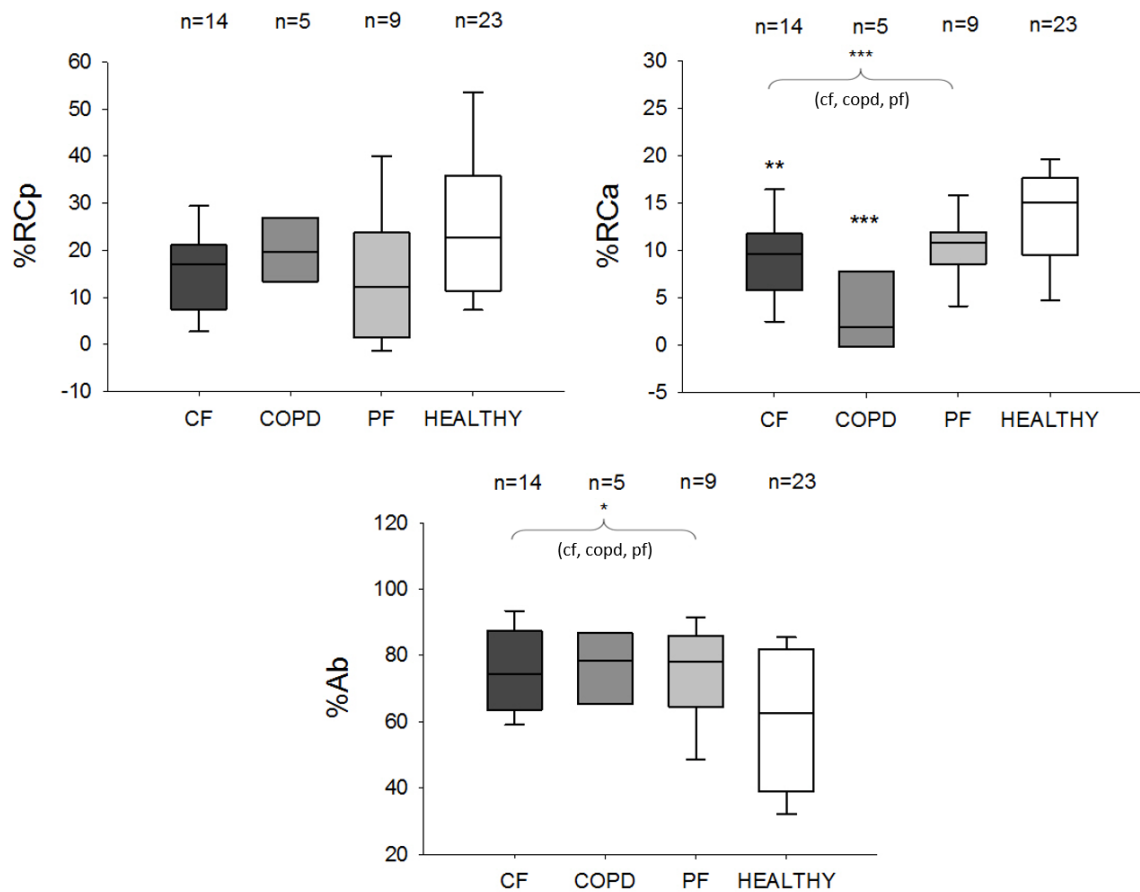 n=14 n=5 n=9 n=23
60
50
40
30
20
10
0
-10
%RCp
CF COPD PF HEALTHY
n=14 n=5 n=9 n=23
***
(cf, copd, pf)
**
***
30
25
20
15
10
5
0
-5
%RCa
CF COPD PF HEALTHY
n=14 n=5 n=9 n=23
*
(cf, copd, pf)
120
100
80
60
40
20
%Ab
CF COPD PF HEALTHY